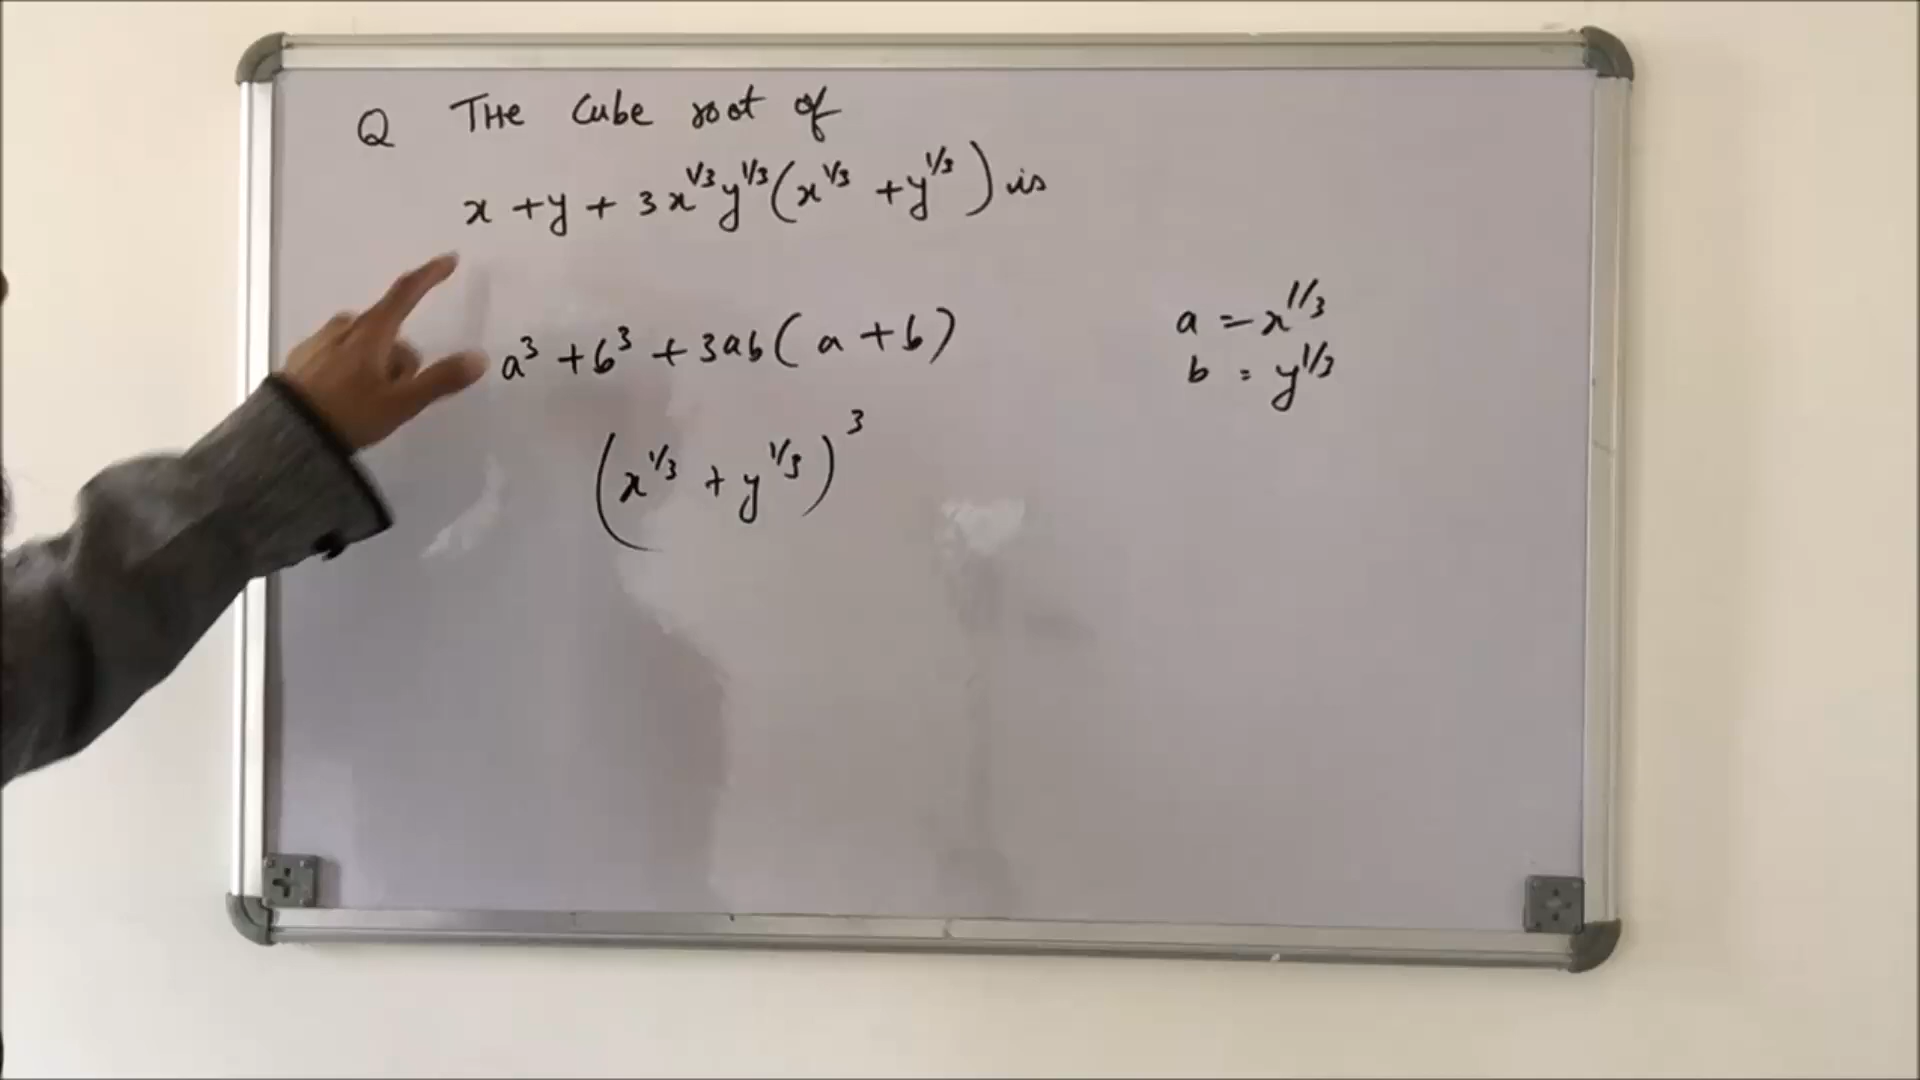 Q THe Cube root of
x + y + 3x^{1/3}y^{1/3}(x^{1/3} + y^{1/3}) is
a^3 + b^3 + 3ab(a + b)
a = x^{1/3}
b = y^{1/3}
(x^{1/3} + y^{1/3})^3